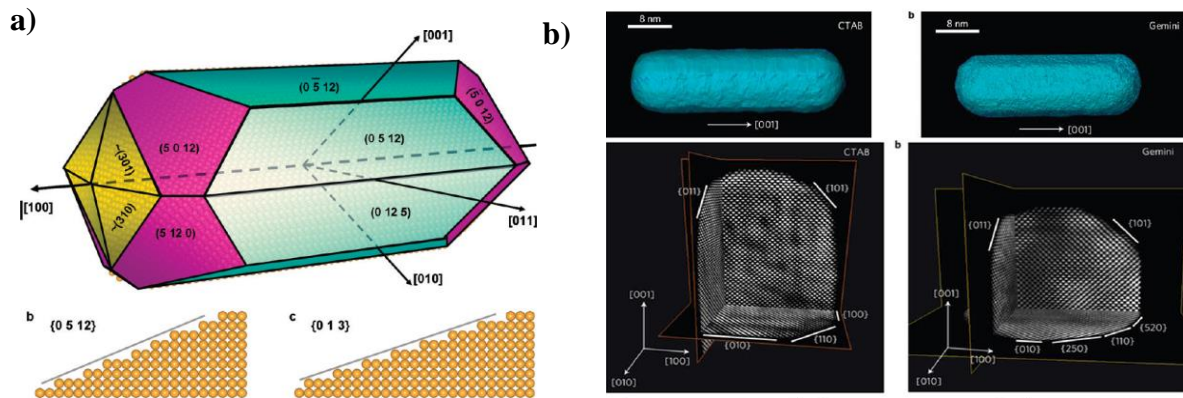 a)
[001]
(0 5̅ 12)
(5̅ 0 12)
(5 0 12)
(0 5 12)
~(301)
~(310)
[100]
(0 12 5)
[011]
(5 12 0)
[010]
b
{0 5 12}
c
{0 1 3}
b)
8 nm
CTAB
[001]
b
8 nm
Gemini
[001]
CTAB
{011}
{101}
{100}
{110}
{010}
[001]
[100]
[010]
b
Gemini
{011}
{101}
{520}
{110}
{250}
{010}
[001]
[100]
[010]